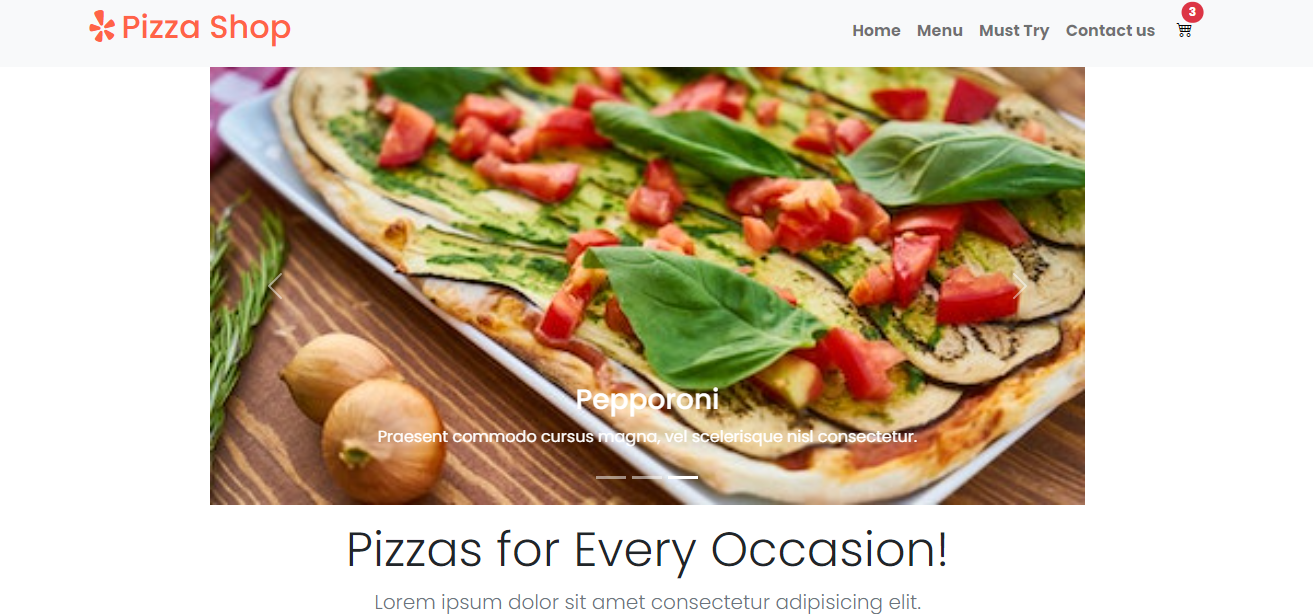 Pizza Shop
Home Menu Must Try Contact us 3
Pepporoni
Praesent commodo cursus magna, vel scelerisque nisl consectetur.
Pizzas for Every Occasion!
Lorem ipsum dolor sit amet consectetur adipisicing elit.